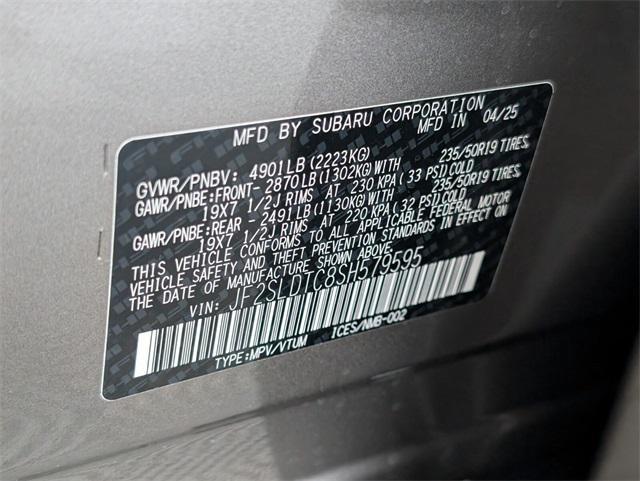 MFD BY SUBARU CORPORATION
MFD IN 04/25
GVWR/PNBV: 4901LB(2223KG)
GAWR/PNBE:FRONT- 2870LB(1302KG)WITH 235/50R19 TIRES,
19X7 1/2J RIMS AT 230 KPA(33 PSI)COLD
GAWR/PNBE:REAR - 2491LB(1130KG)WITH 235/50R19 TIRES,
19X7 1/2J RIMS AT 220 KPA(32 PSI)COLD
THIS VEHICLE CONFORMS TO ALL APPLICABLE FEDERAL MOTOR
VEHICLE SAFETY AND THEFT PREVENTION STANDARDS IN EFFECT ON
THE DATE OF MANUFACTURE SHOWN ABOVE.
VIN: JF2SLDTC8SH579595
TYPE:MPV/VTUM ICES/NMB-002